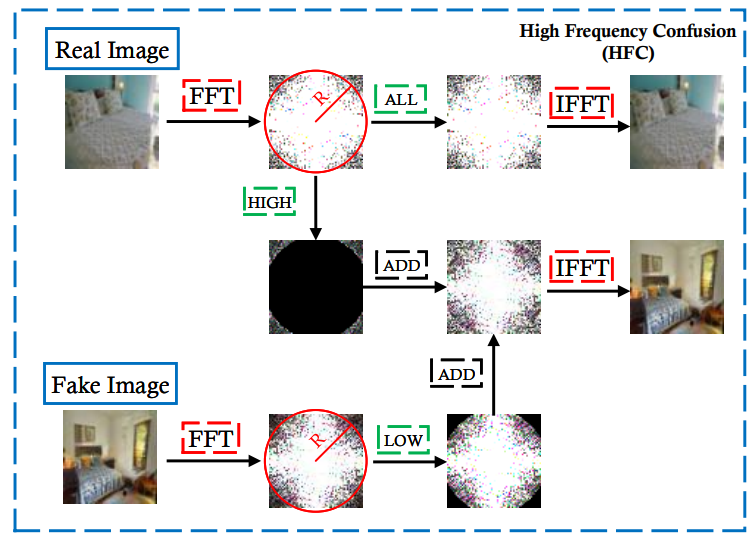 High Frequency Confusion
(HFC)
Real Image
FFT
R
ALL
IFFT
HIGH
ADD
IFFT
ADD
Fake Image
FFT
R
LOW